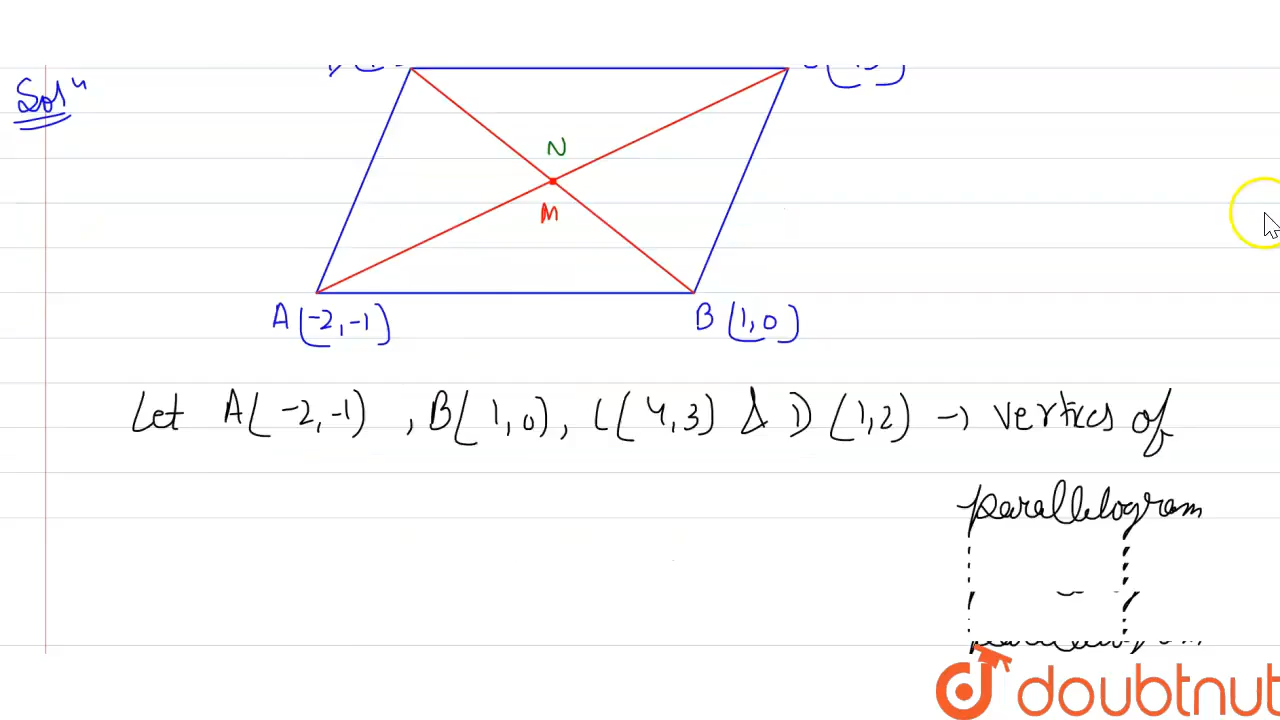 Solⁿ
N
M
A (-2,-1)
B (1,0)
Let A(-2,-1), B(1,0), C(4,3) & D(1,2) → vertices of
parallelogram
doubtnut